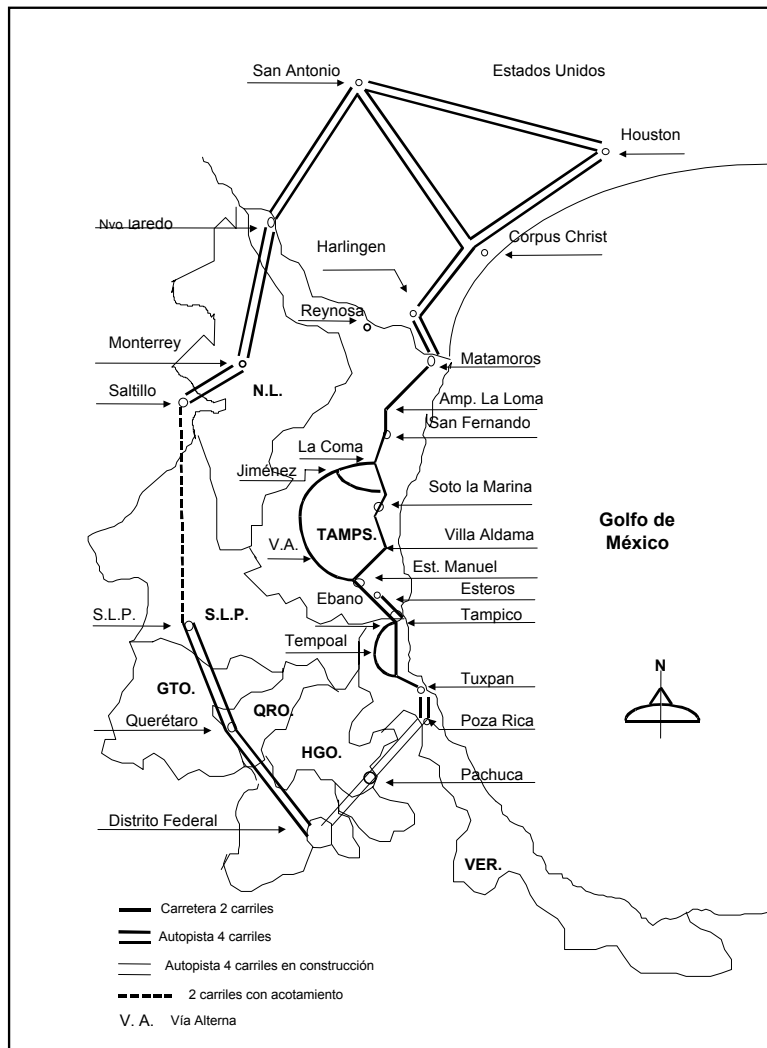 San Antonio
Estados Unidos
Houston
Nvo. laredo
Harlingen
Corpus Christ
Reynosa
Monterrey
Matamoros
Saltillo
N.L.
Amp. La Loma
San Fernando
La Coma
Jiménez
Soto la Marina
TAMPS.
Golfo de
México
V.A.
Villa Aldama
Est. Manuel
Ebano
Esteros
S.L.P.
S.L.P.
Tampico
Tempoal
N
GTO.
Tuxpan
QRO.
Querétaro
Poza Rica
HGO.
Pachuca
Distrito Federal
VER.
Carretera 2 carriles
Autopista 4 carriles
Autopista 4 carriles en construcción
2 carriles con acotamiento
V. A. Vía Alterna